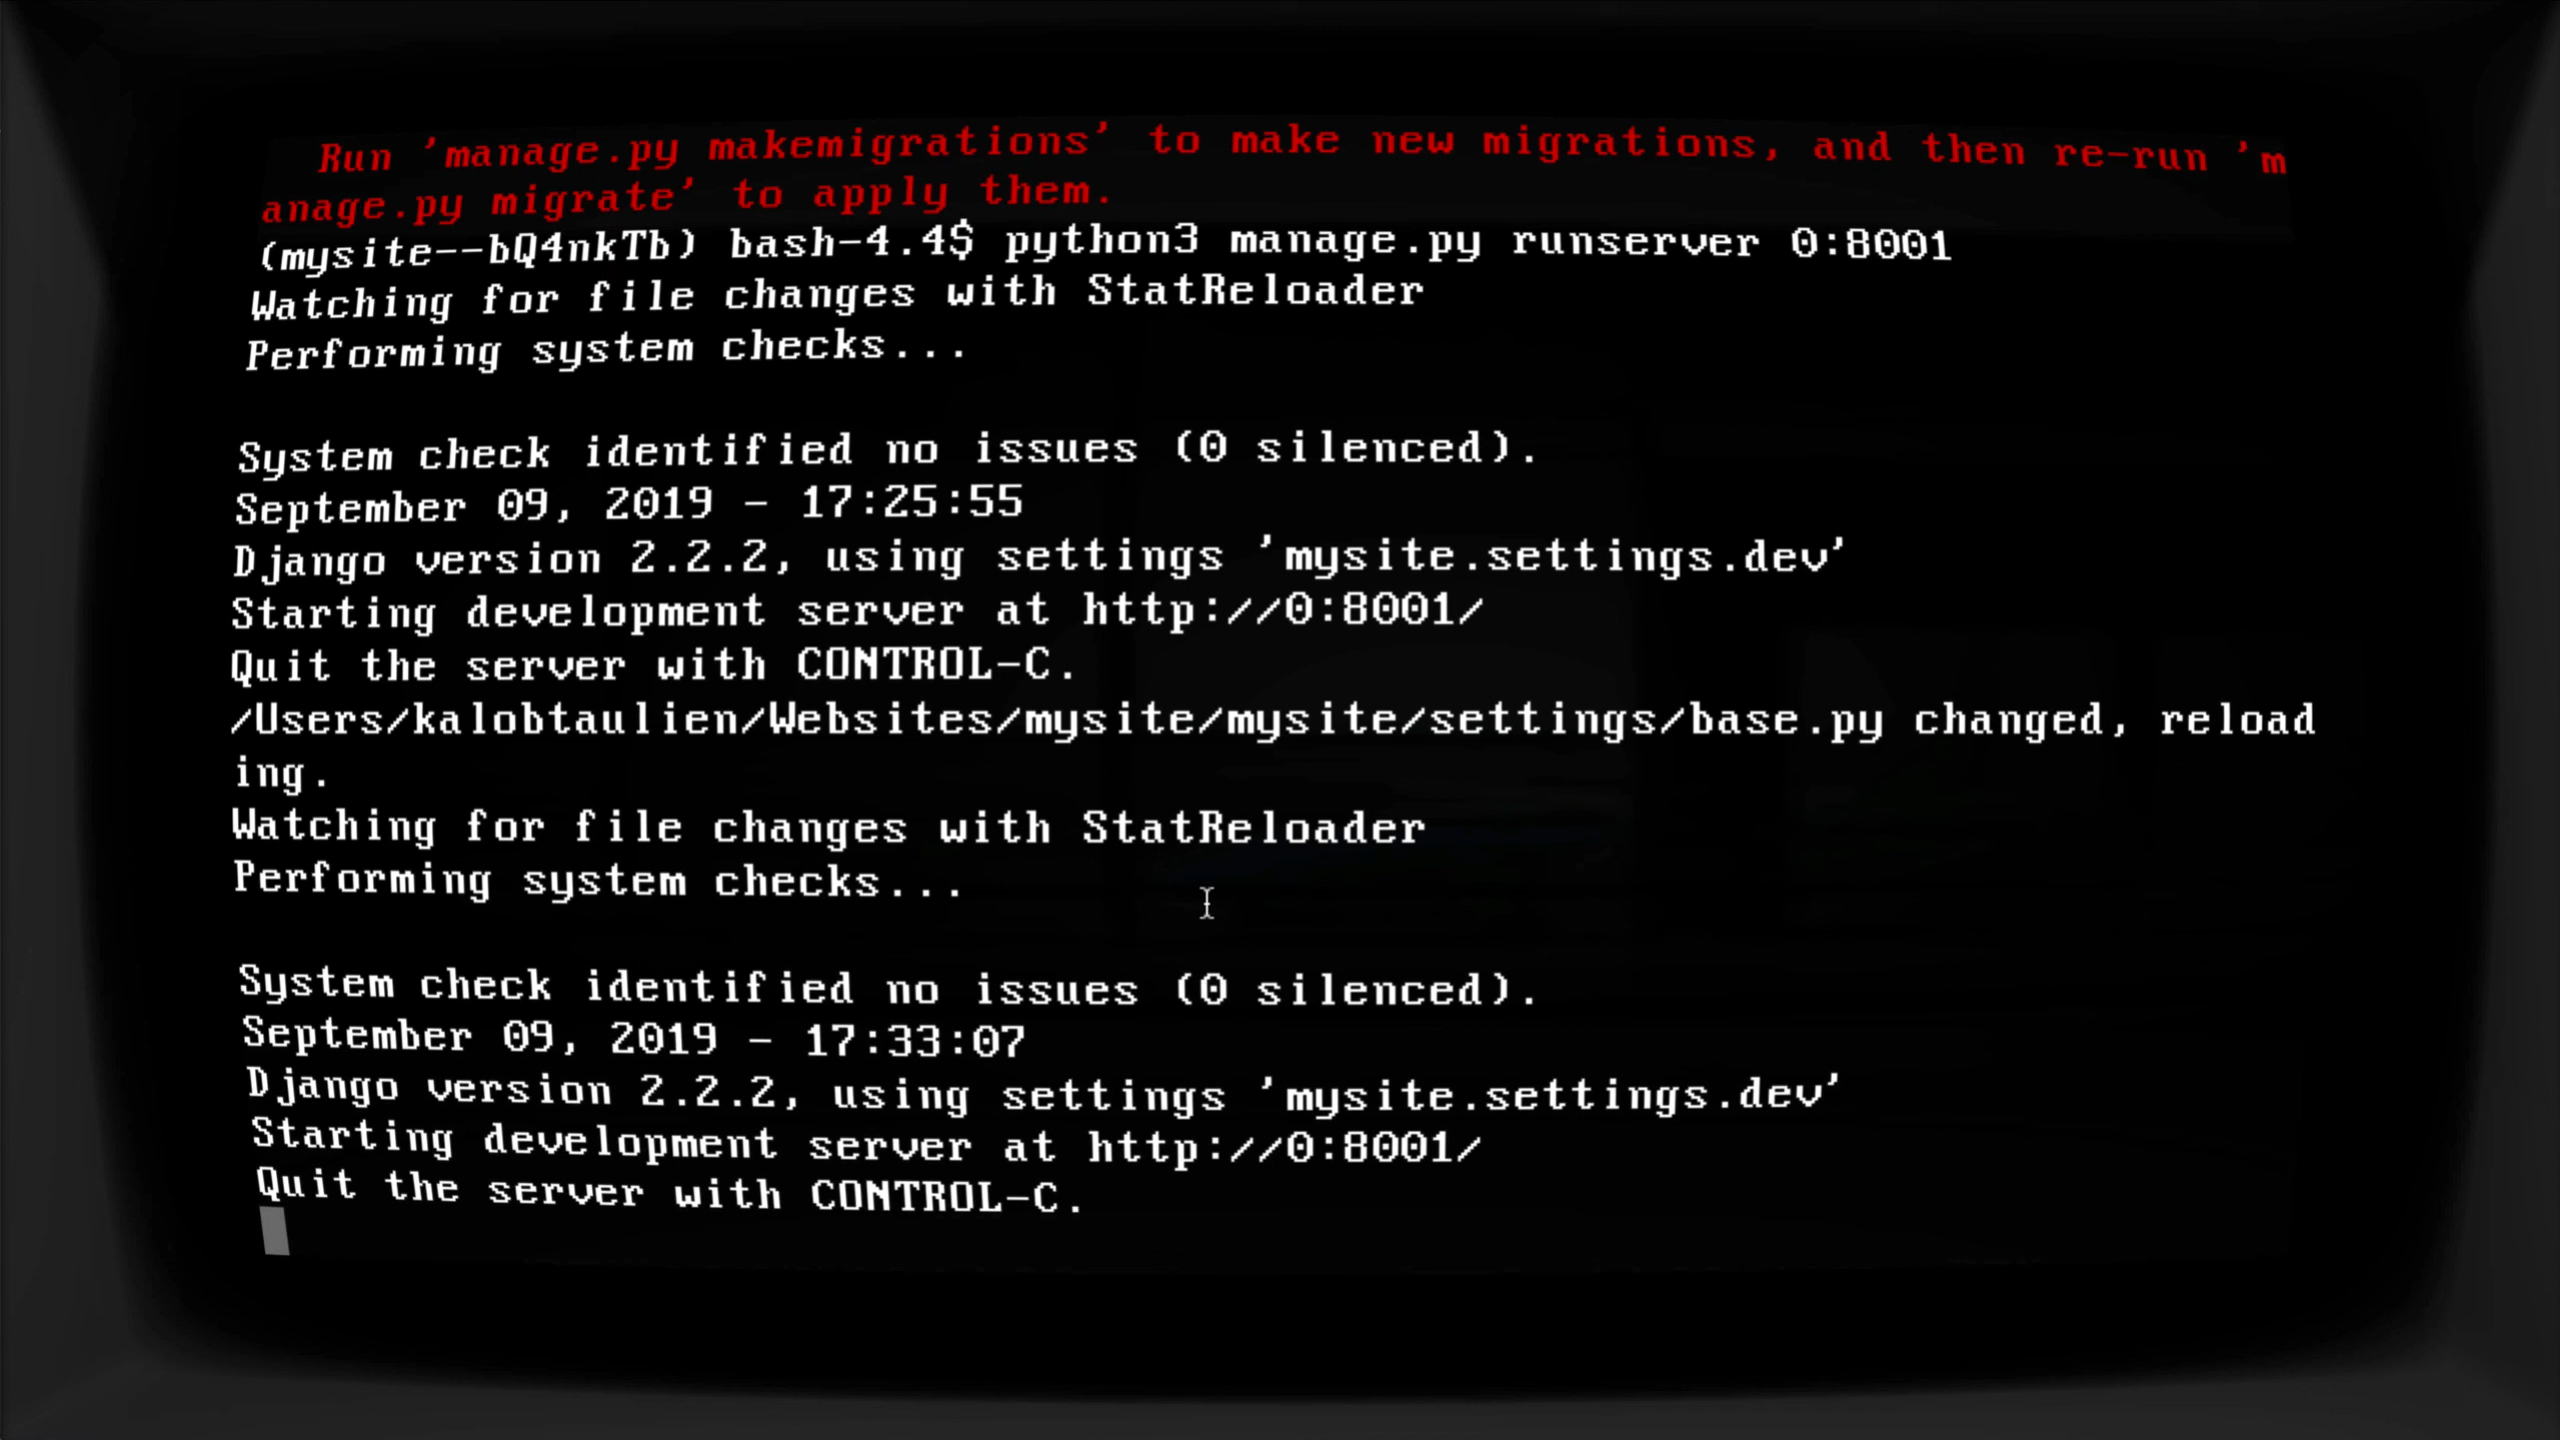 Run 'manage.py makemigrations' to make new migrations, and then re-run 'm
anage.py migrate' to apply them.
(mysite--bQ4nkTb) bash-4.4$ python3 manage.py runserver 0:8001
Watching for file changes with StatReloader
Performing system checks...
System check identified no issues (0 silenced).
September 09, 2019 - 17:25:55
Django version 2.2.2, using settings 'mysite.settings.dev'
Starting development server at http://0:8001/
Quit the server with CONTROL-C.
/Users/kalobtaulien/Websites/mysite/mysite/settings/base.py changed, reload
ing.
Watching for file changes with StatReloader
Performing system checks...
System check identified no issues (0 silenced).
September 09, 2019 - 17:33:07
Django version 2.2.2, using settings 'mysite.settings.dev'
Starting development server at http://0:8001/
Quit the server with CONTROL-C.